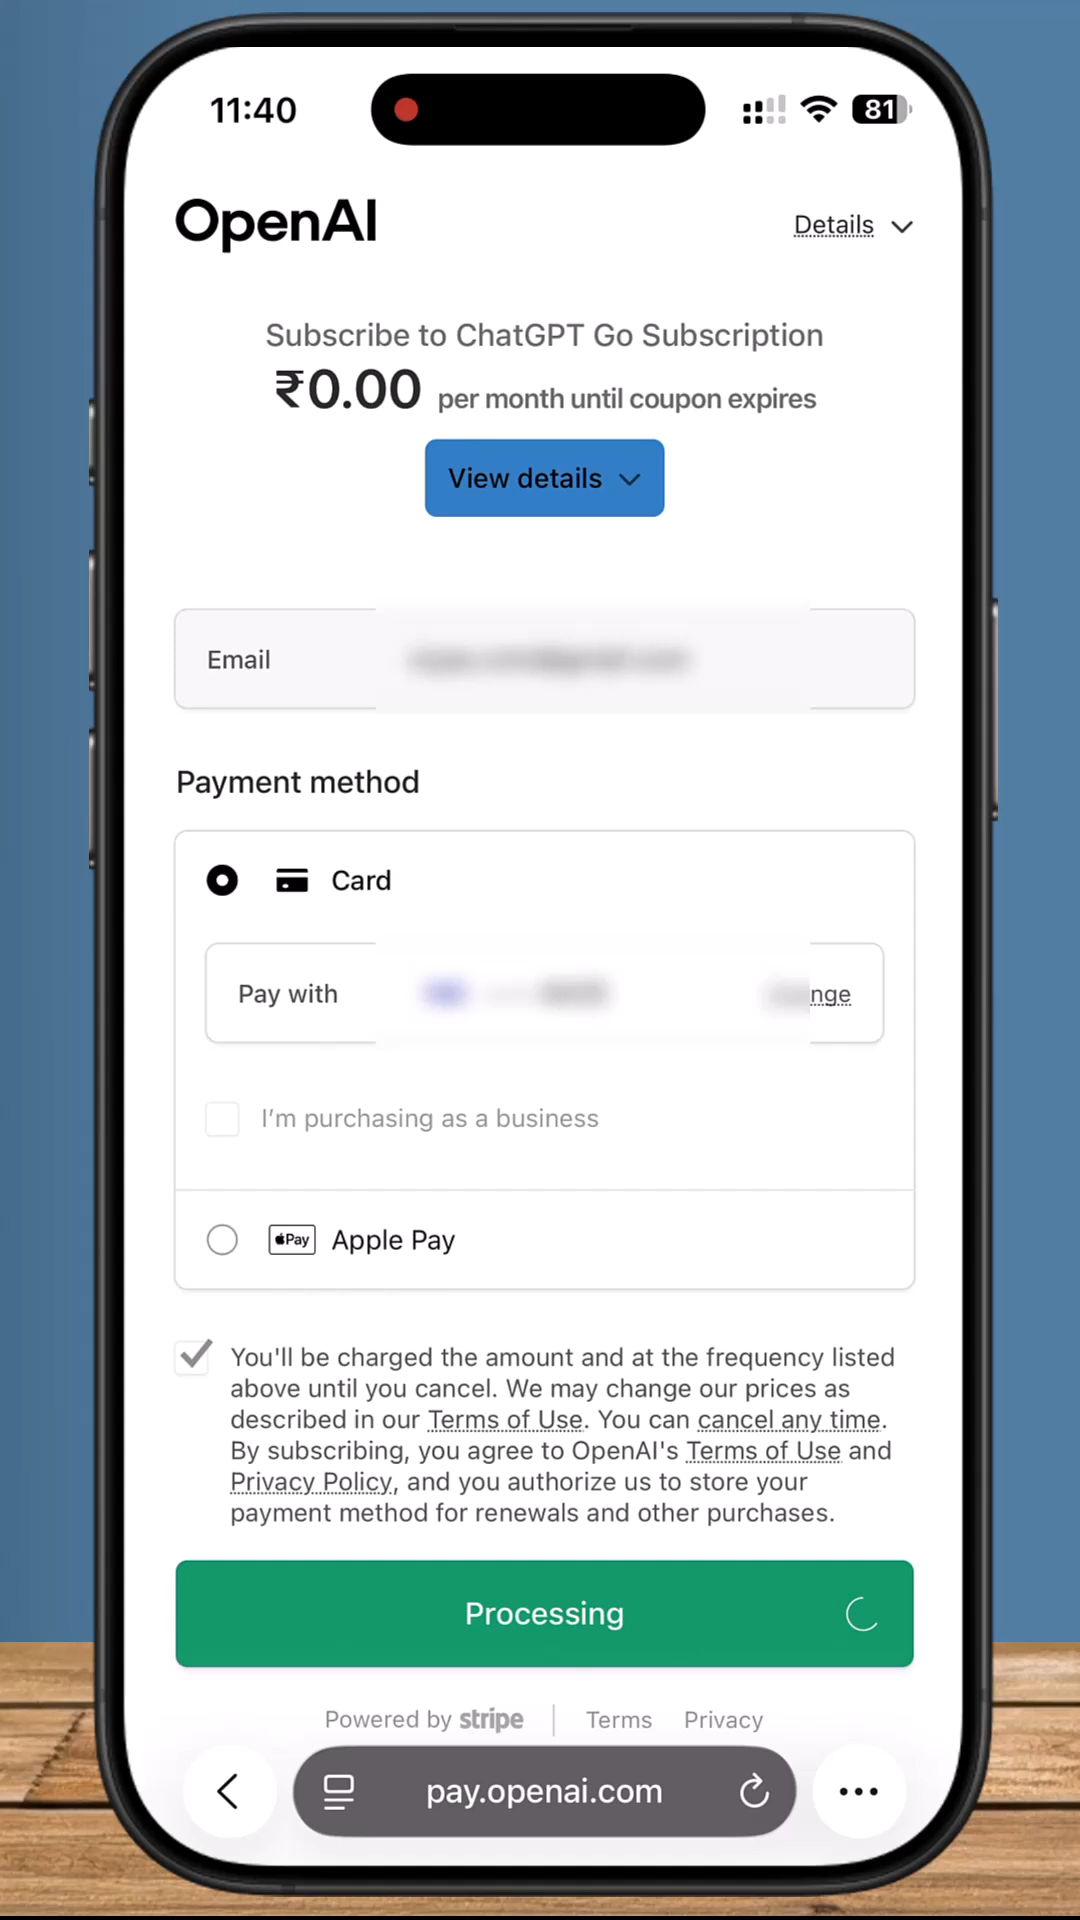 11:40
81
OpenAI
Details
Subscribe to ChatGPT Go Subscription
₹0.00 per month until coupon expires
View details
Email
Payment method
Card
Pay with
nge
I'm purchasing as a business
Pay Apple Pay
You'll be charged the amount and at the frequency listed
above until you cancel. We may change our prices as
described in our Terms of Use. You can cancel any time.
By subscribing, you agree to OpenAI's Terms of Use and
Privacy Policy, and you authorize us to store your
payment method for renewals and other purchases.
Processing
Powered by stripe
Terms
Privacy
pay.openai.com